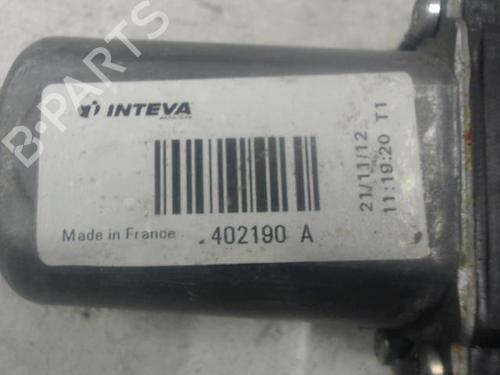 INTEVA
Made in France
402190 A
21/11/12
11:19:20 T1
B-PARTS